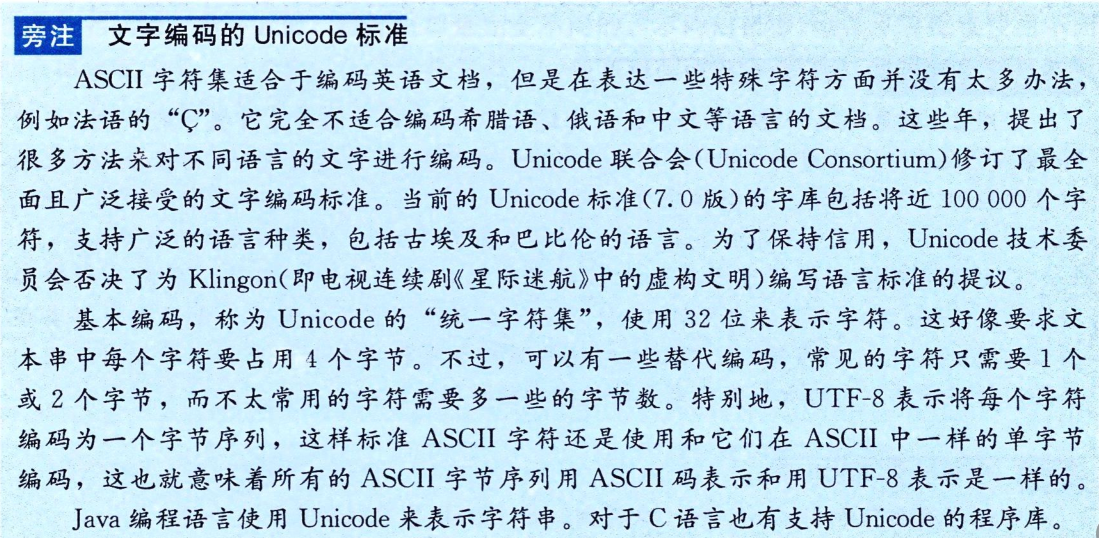 旁注 文字编码的 Unicode 标准
ASCII 字符集适合于编码英语文档，但是在表达一些特殊字符方面并没有太多办法，
例如法语的“Ç”。它完全不适合编码希腊语、俄语和中文等语言的文档。这些年，提出了
很多方法来对不同语言的文字进行编码。Unicode 联合会(Unicode Consortium)修订了最全
面且广泛接受的文字编码标准。当前的 Unicode 标准(7.0 版)的字库包括将近 100 000 个字
符，支持广泛的语言种类，包括古埃及和巴比伦的语言。为了保持信用，Unicode 技术委
员会否决了为 Klingon(即电视连续剧《星际迷航》中的虚构文明)编写语言标准的提议。
基本编码，称为 Unicode 的“统一字符集”，使用 32 位来表示字符。这好像要求文
本串中每个字符要占用 4 个字节。不过，可以有一些替代编码，常见的字符只需要 1 个
或 2 个字节，而不太常用的字符需要多一些的字节数。特别地，UTF-8 表示将每个字符
编码为一个字节序列，这样标准 ASCII 字符还是使用和它们在 ASCII 中一样的单字节
编码，这也就意味着所有的 ASCII 字节序列用 ASCII 码表示和用 UTF-8 表示是一样的。
Java 编程语言使用 Unicode 来表示字符串。对于 C 语言也有支持 Unicode 的程序库。